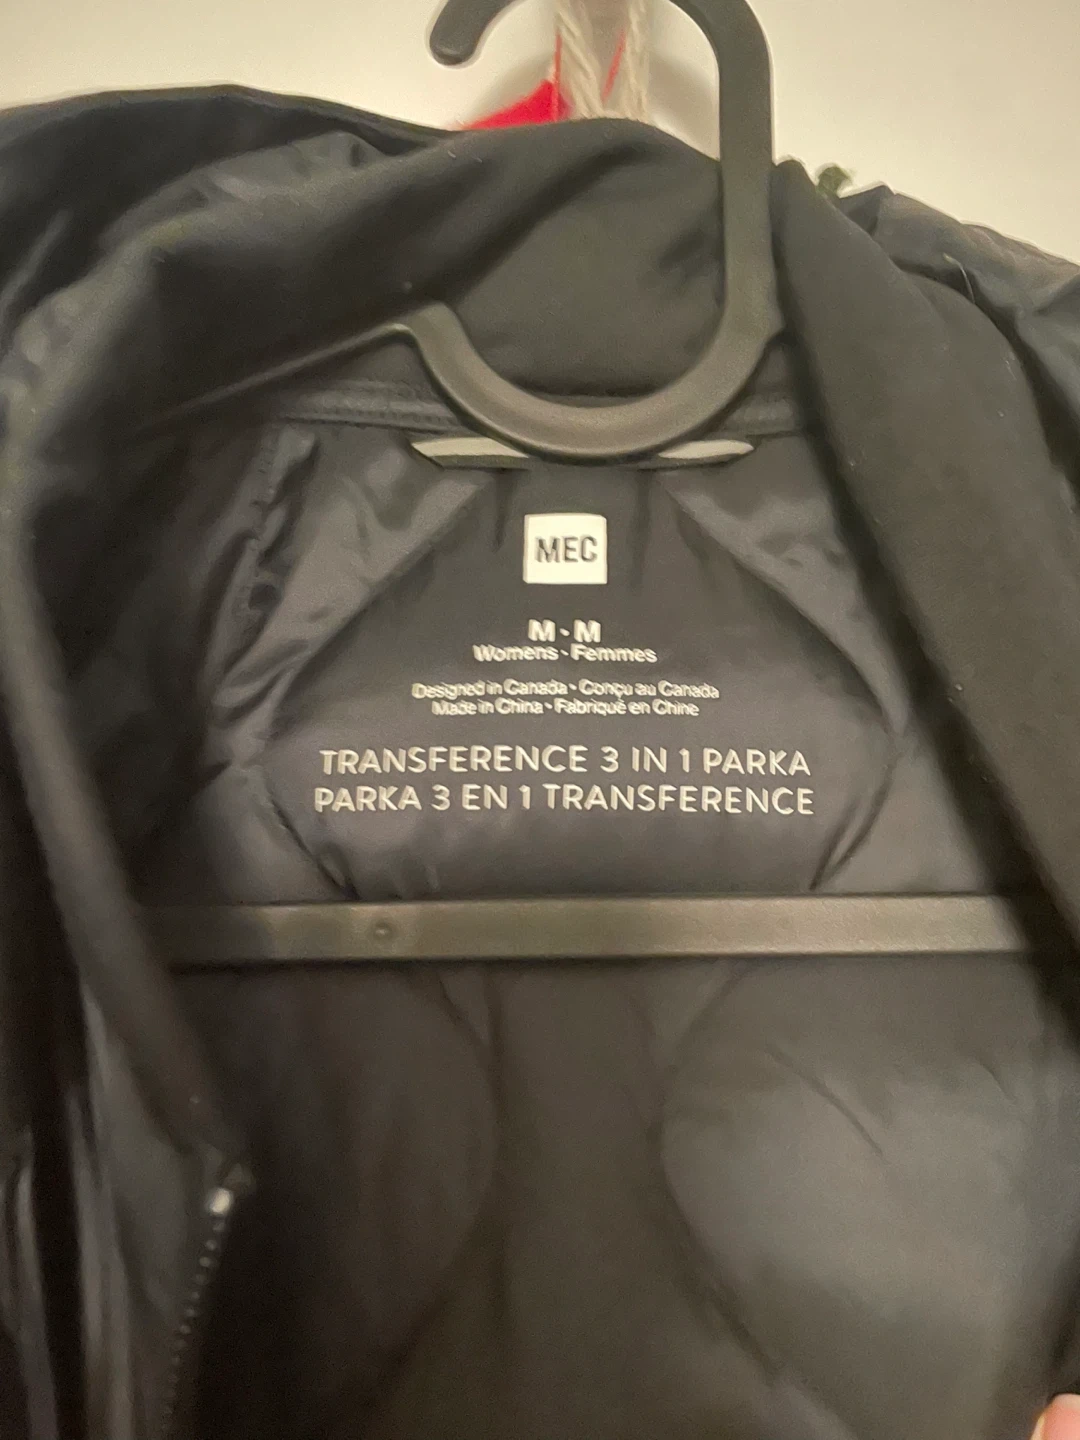 MEC
M - M
Womens - Femmes
Designed in Canada • Conçu au Canada
Made in China • Fabriqué en Chine
TRANSFERENCE 3 IN 1 PARKA
PARKA 3 EN 1 TRANSFERENCE